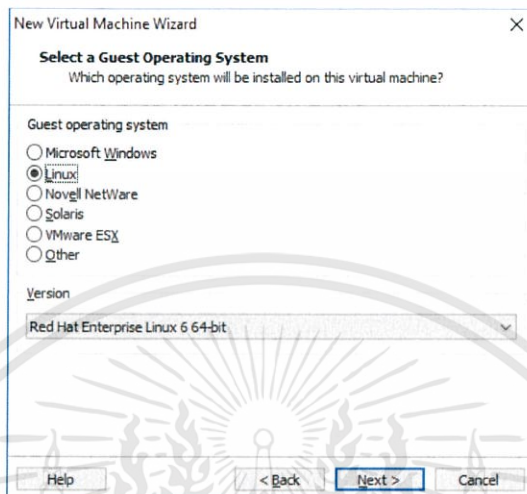 New Virtual Machine Wizard
Select a Guest Operating System
Which operating system will be installed on this virtual machine?
Guest operating system
Microsoft Windows
Linux
Novell NetWare
Solaris
VMware ESX
Other
Version
Red Hat Enterprise Linux 6 64-bit
Help < Back Next > Cancel